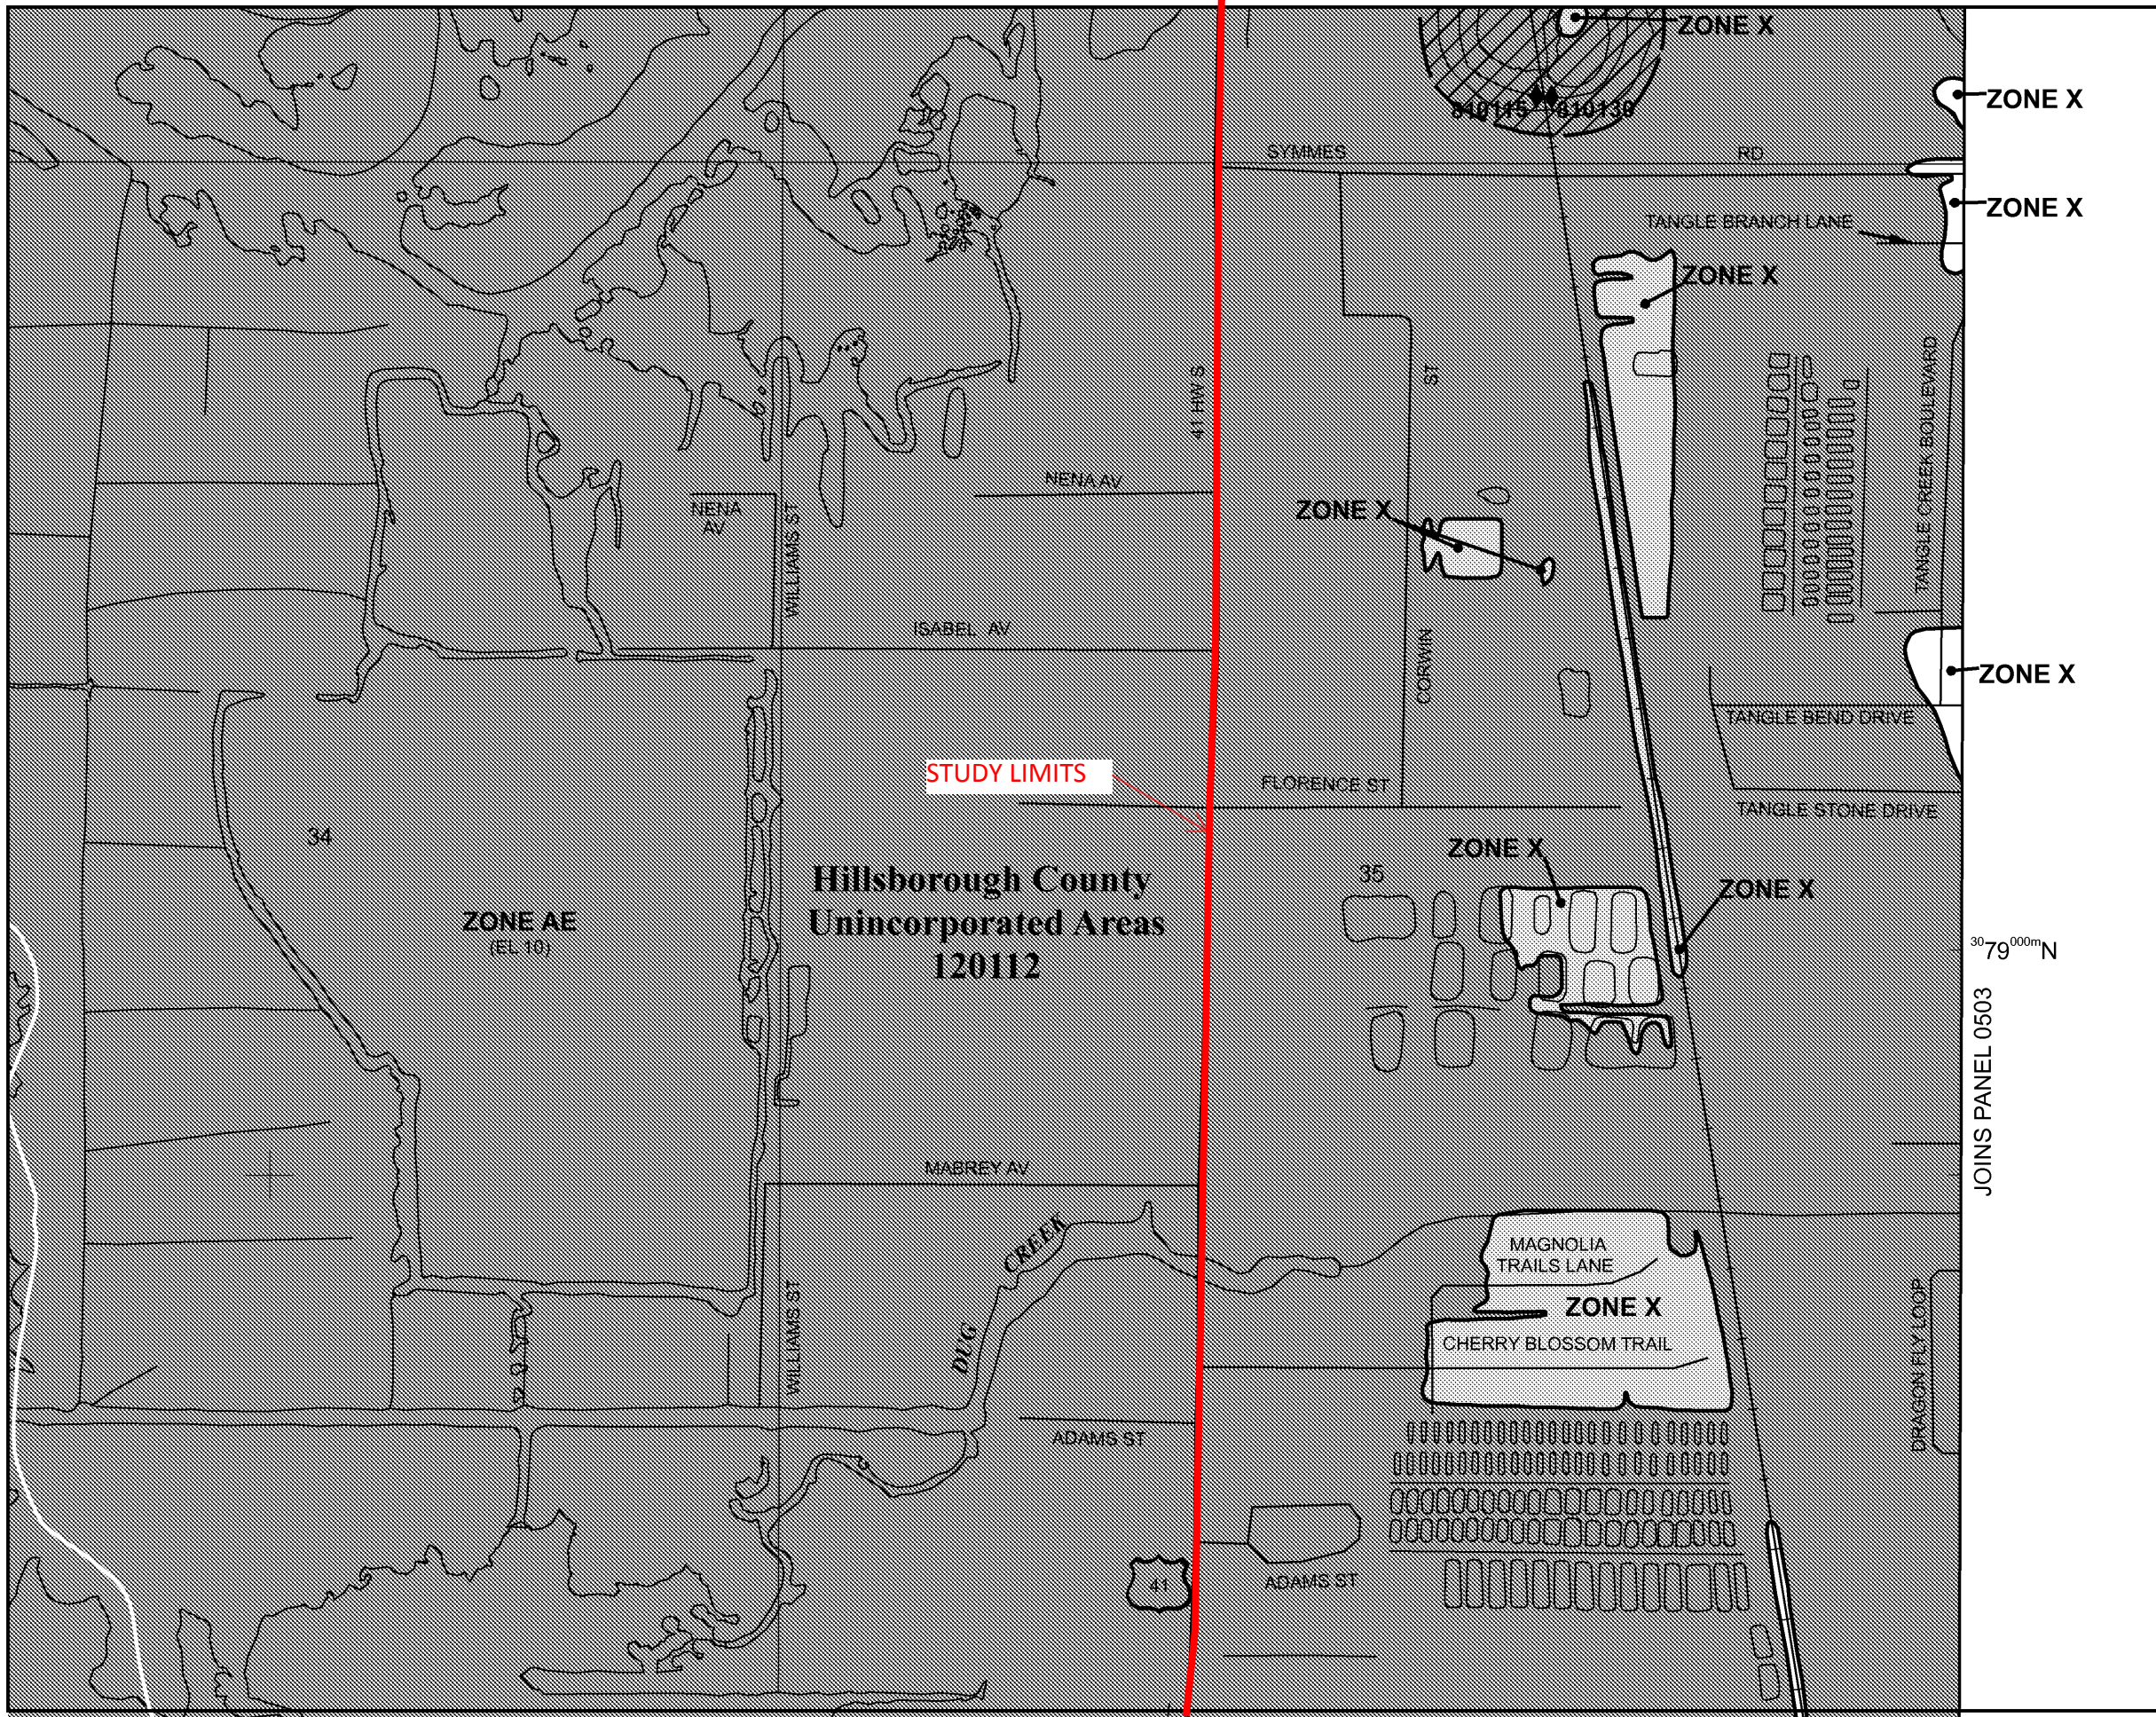 ZONE X
ZONE X
810115 810130
SYMMES RD
ZONE X
TANGLE BRANCH LANE
ZONE X
41 HW S
ST
TANGLE CREEK BOULEVARD
NENA AV
NENA
AV
WILLIAMS ST
ZONE X
ISABEL AV
CORWIN
ZONE X
TANGLE BEND DRIVE
STUDY LIMITS
FLORENCE ST
TANGLE STONE DRIVE
34
ZONE X
35
Hillsborough County
Unincorporated Areas
120112
ZONE X
ZONE AE
(EL 10)
3079000mN
JOINS PANEL 0503
MABREY AV
DUG CREEK
MAGNOLIA
TRAILS LANE
ZONE X
WILLIAMS ST
CHERRY BLOSSOM TRAIL
DRAGON FLY LOOP
ADAMS ST
41
ADAMS ST